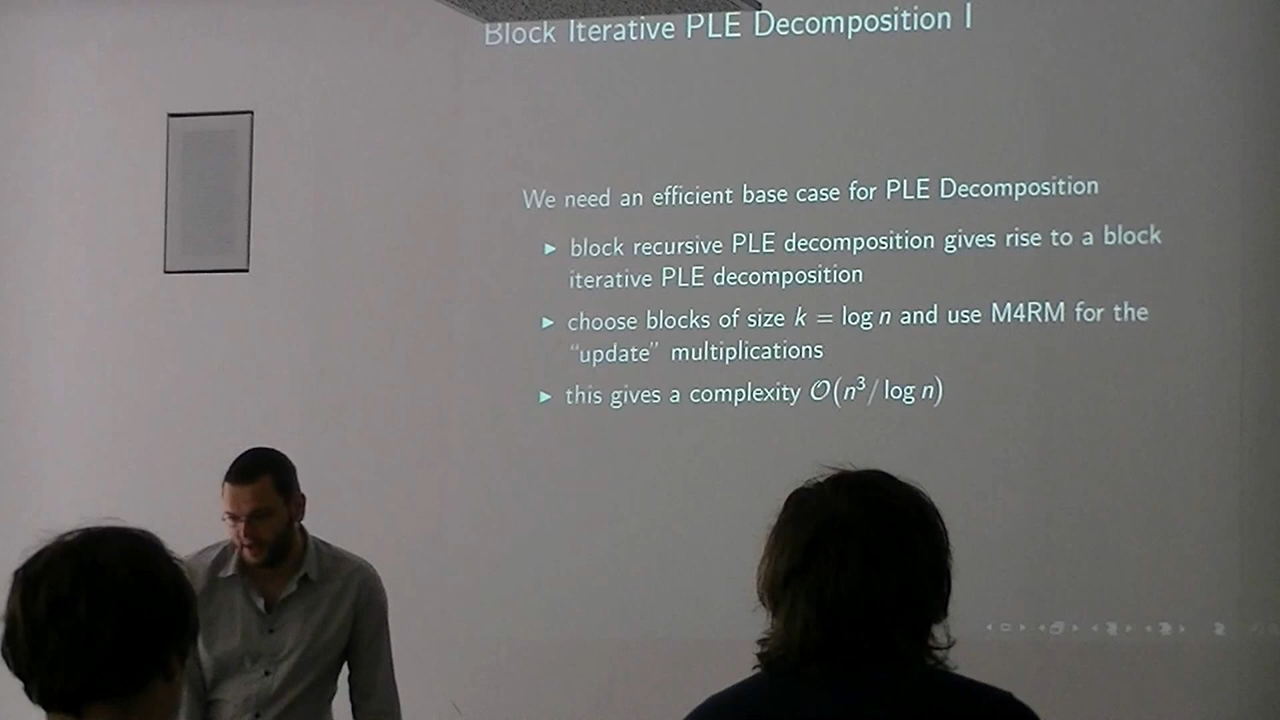 Block Iterative PLE Decomposition I
We need an efficient base case for PLE Decomposition
▶ block recursive PLE decomposition gives rise to a block
iterative PLE decomposition
▶ choose blocks of size k = log n and use M4RM for the
“update” multiplications
▶ this gives a complexity 𝒪(n³/ log n)